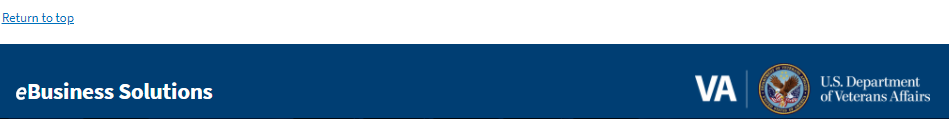 Return to top
eBusiness Solutions
VA
U.S. Department
of Veterans Affairs